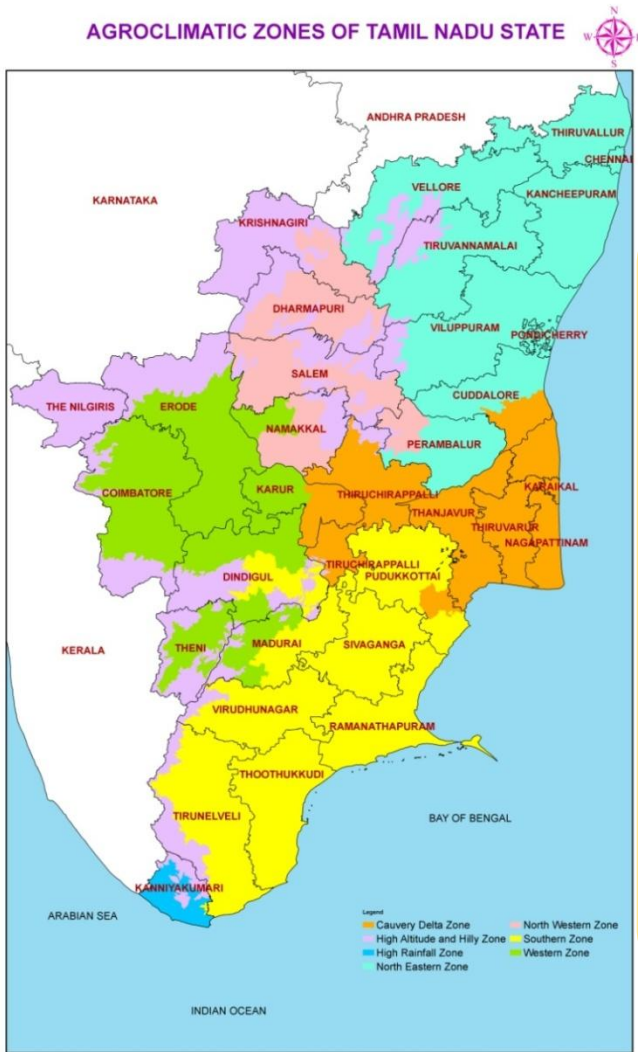 AGROCLIMATIC ZONES OF TAMIL NADU STATE
N
W
S
ANDHRA PRADESH
THIRUVALLUR
CHENNAI
VELLORE
KANCHEEPURAM
KARNATAKA
KRISHNAGIRI
TIRUVANNAMALAI
DHARMAPURI
VILUPPURAM
PONDICHERRY
SALEM
CUDDALORE
THE NILGIRIS
ERODE
NAMAKKAL
PERAMBALUR
COIMBATORE
KARUR
THIRUCHIRAPPALLI
KARAIKAL
THANJAVUR
THIRUVARUR
NAGAPATTINAM
TIRUCHIRAPPALLI
DINDIGUL
PUDUKKOTTAI
KERALA
THENI
MADURAI
SIVAGANGA
VIRUDHUNAGAR
RAMANATHAPURAM
THOOTHUKKUDI
TIRUNELVELI
BAY OF BENGAL
KANNIYAKUMARI
ARABIAN SEA
Legend
Cauvery Delta Zone
North Western Zone
High Altitude and Hilly Zone
Southern Zone
High Rainfall Zone
Western Zone
North Eastern Zone
INDIAN OCEAN